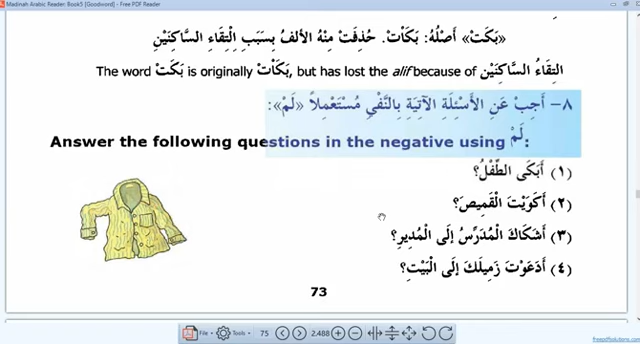 Madinah Arabic Reader: Book5 [Goodword] - Free PDF Reader
«بَكَتْ» أَصْلُهُ: بَكَاْتْ. حُذِفَتْ مِنْهُ الأَلِفُ بِسَبَبِ الْتِقَاءِ السَّاكِنَيْنِ
The word بَكَتْ is originally بَكَاْتْ, but has lost the alif because of الْتِقَاءُ السَّاكِنَيْنِ
٨- أَجِبْ عَنِ الأَسْئِلَةِ الآتِيَةِ بِالنَّفْيِ مُسْتَعْمِلاً «لَمْ»:
Answer the following questions in the negative using لَمْ:
(١) أَبَكَى الطِّفْلُ؟
(٢) أَكَوَيْتَ الْقَمِيصَ؟
(٣) أَشَكَاكَ الْمُدَرِّسُ إِلَى الْمُدِيرِ؟
(٤) أَدَعَوْتَ زَمِيلَكَ إِلَى الْبَيْتِ؟
73
File Tools 75 2.488
freepdfsolutions.com